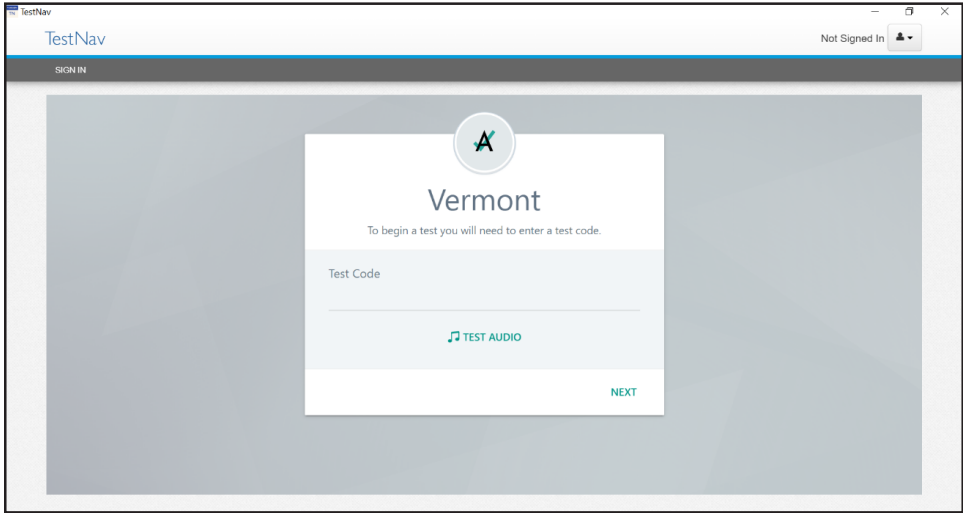 TestNav
TestNav
Not Signed In
SIGN IN
Vermont
To begin a test you will need to enter a test code.
Test Code
TEST AUDIO
NEXT